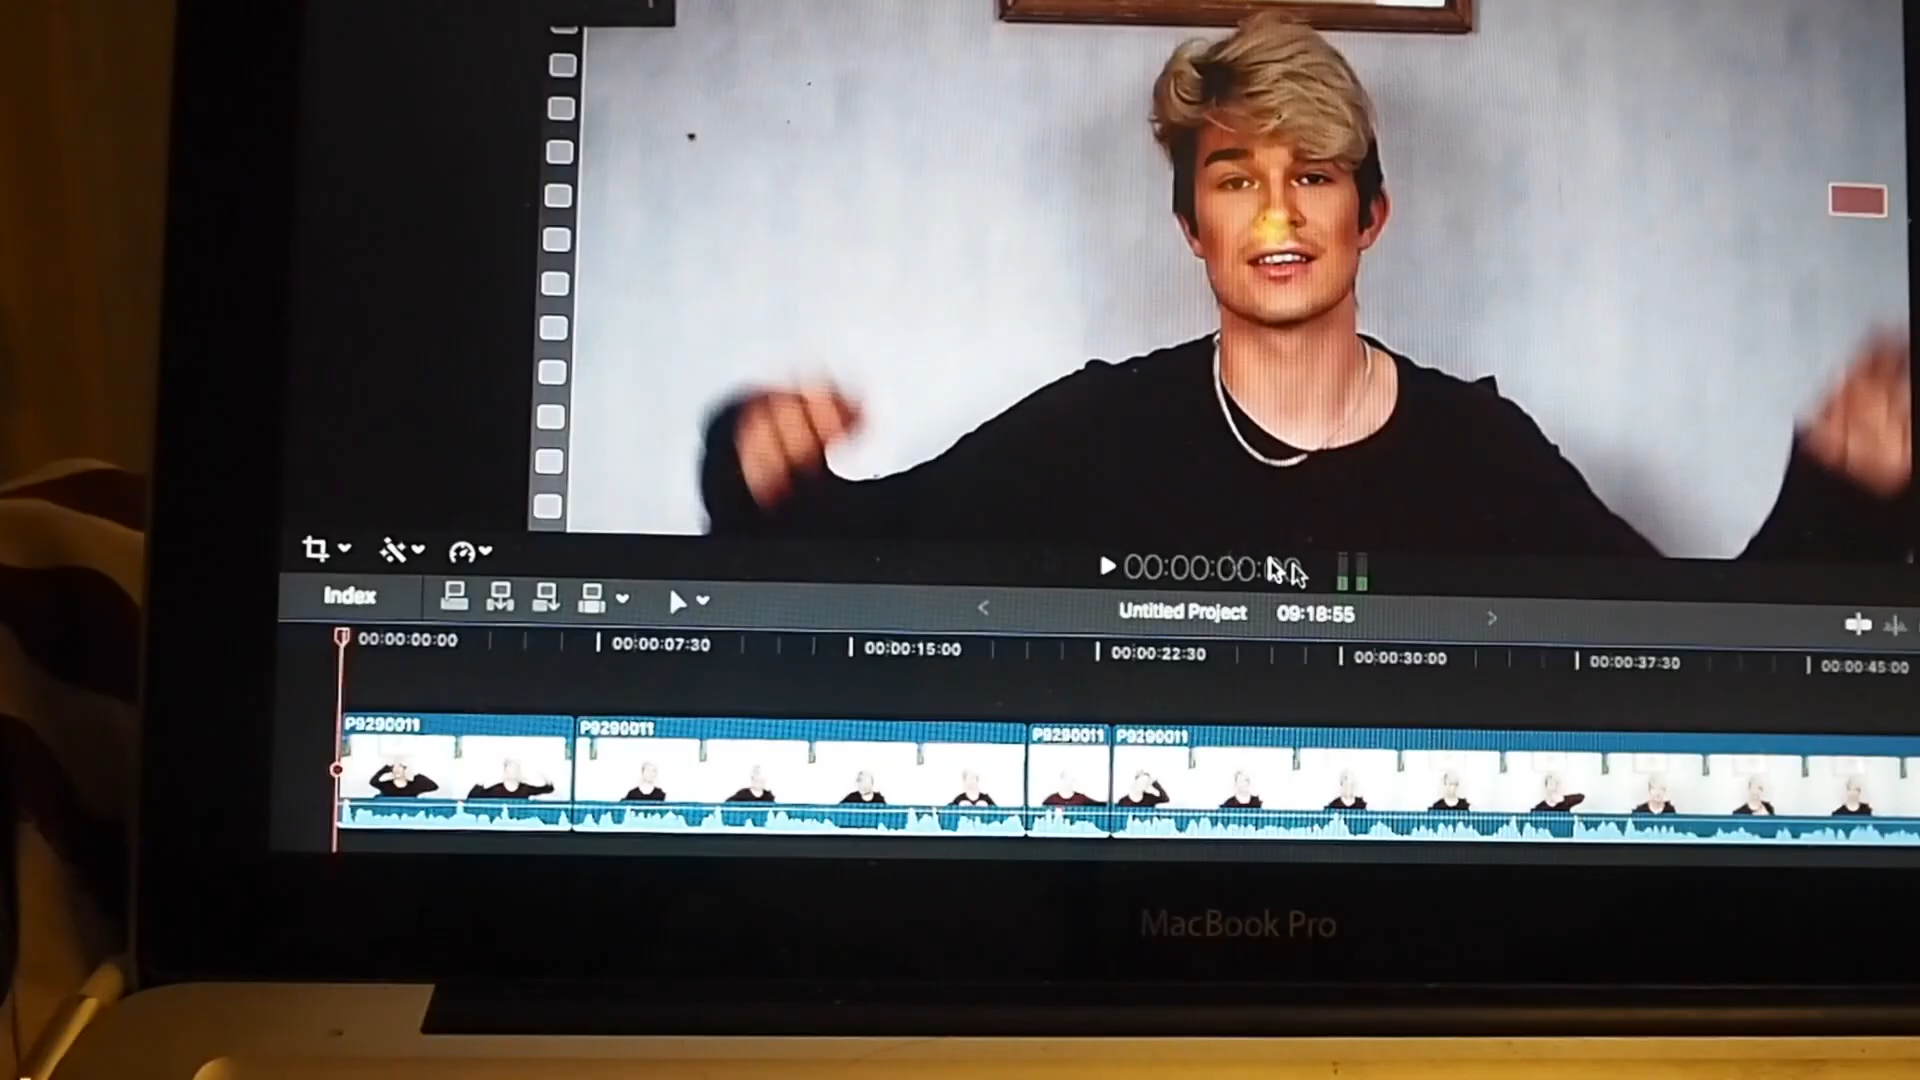 00:00:00:
Index
Untitled Project 09:18:55
00:00:00:00 00:00:07:30 00:00:15:00 00:00:22:30 00:00:30:00 00:00:37:30 00:00:45:00
P9290011 P9290011 P9290011 P9290011
MacBook Pro